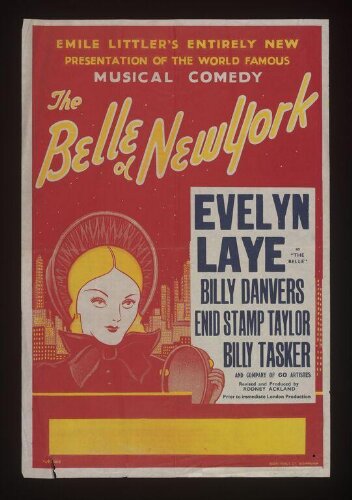 EMILE LITTLER'S ENTIRELY NEW
PRESENTATION OF THE WORLD FAMOUS
MUSICAL COMEDY
The
Belle
of New York
EVELYN
LAYE
AS
"THE
BELLE"
BILLY DANVERS
ENID STAMP TAYLOR
BILLY TASKER
AND COMPANY OF 60 ARTISTES
Revised and Produced by
RODNEY ACKLAND
Prior to immediate London Production